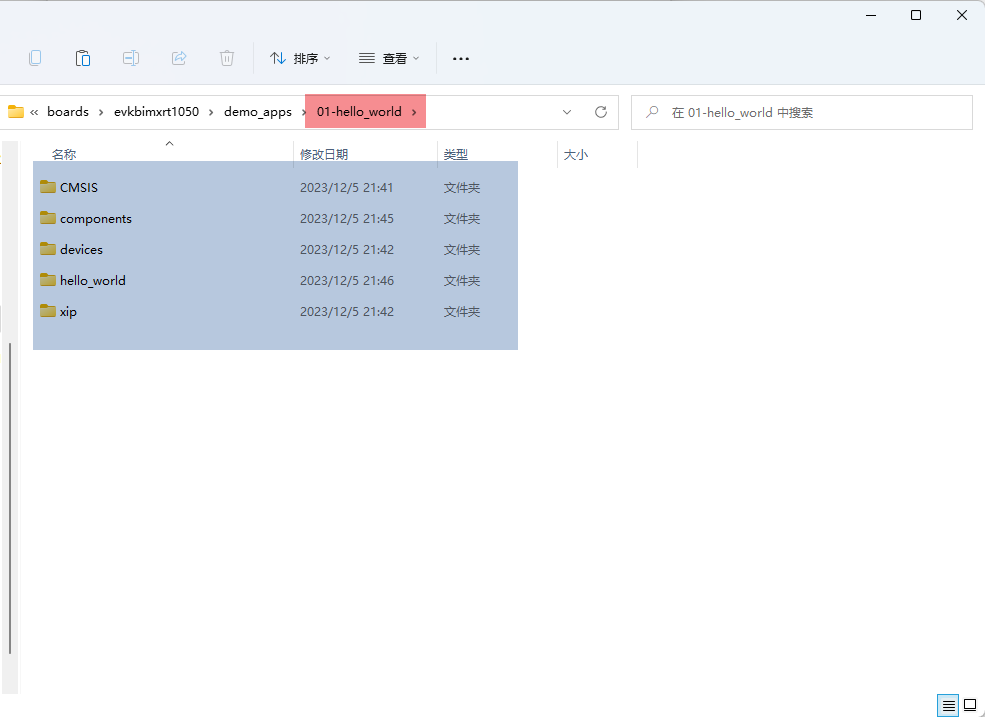 排序 查看
« boards › evkbimxrt1050 › demo_apps › 01-hello_world › 在 01-hello_world 中搜索
名称 修改日期 类型 大小
CMSIS 2023/12/5 21:41 文件夹
components 2023/12/5 21:45 文件夹
devices 2023/12/5 21:42 文件夹
hello_world 2023/12/5 21:46 文件夹
xip 2023/12/5 21:42 文件夹